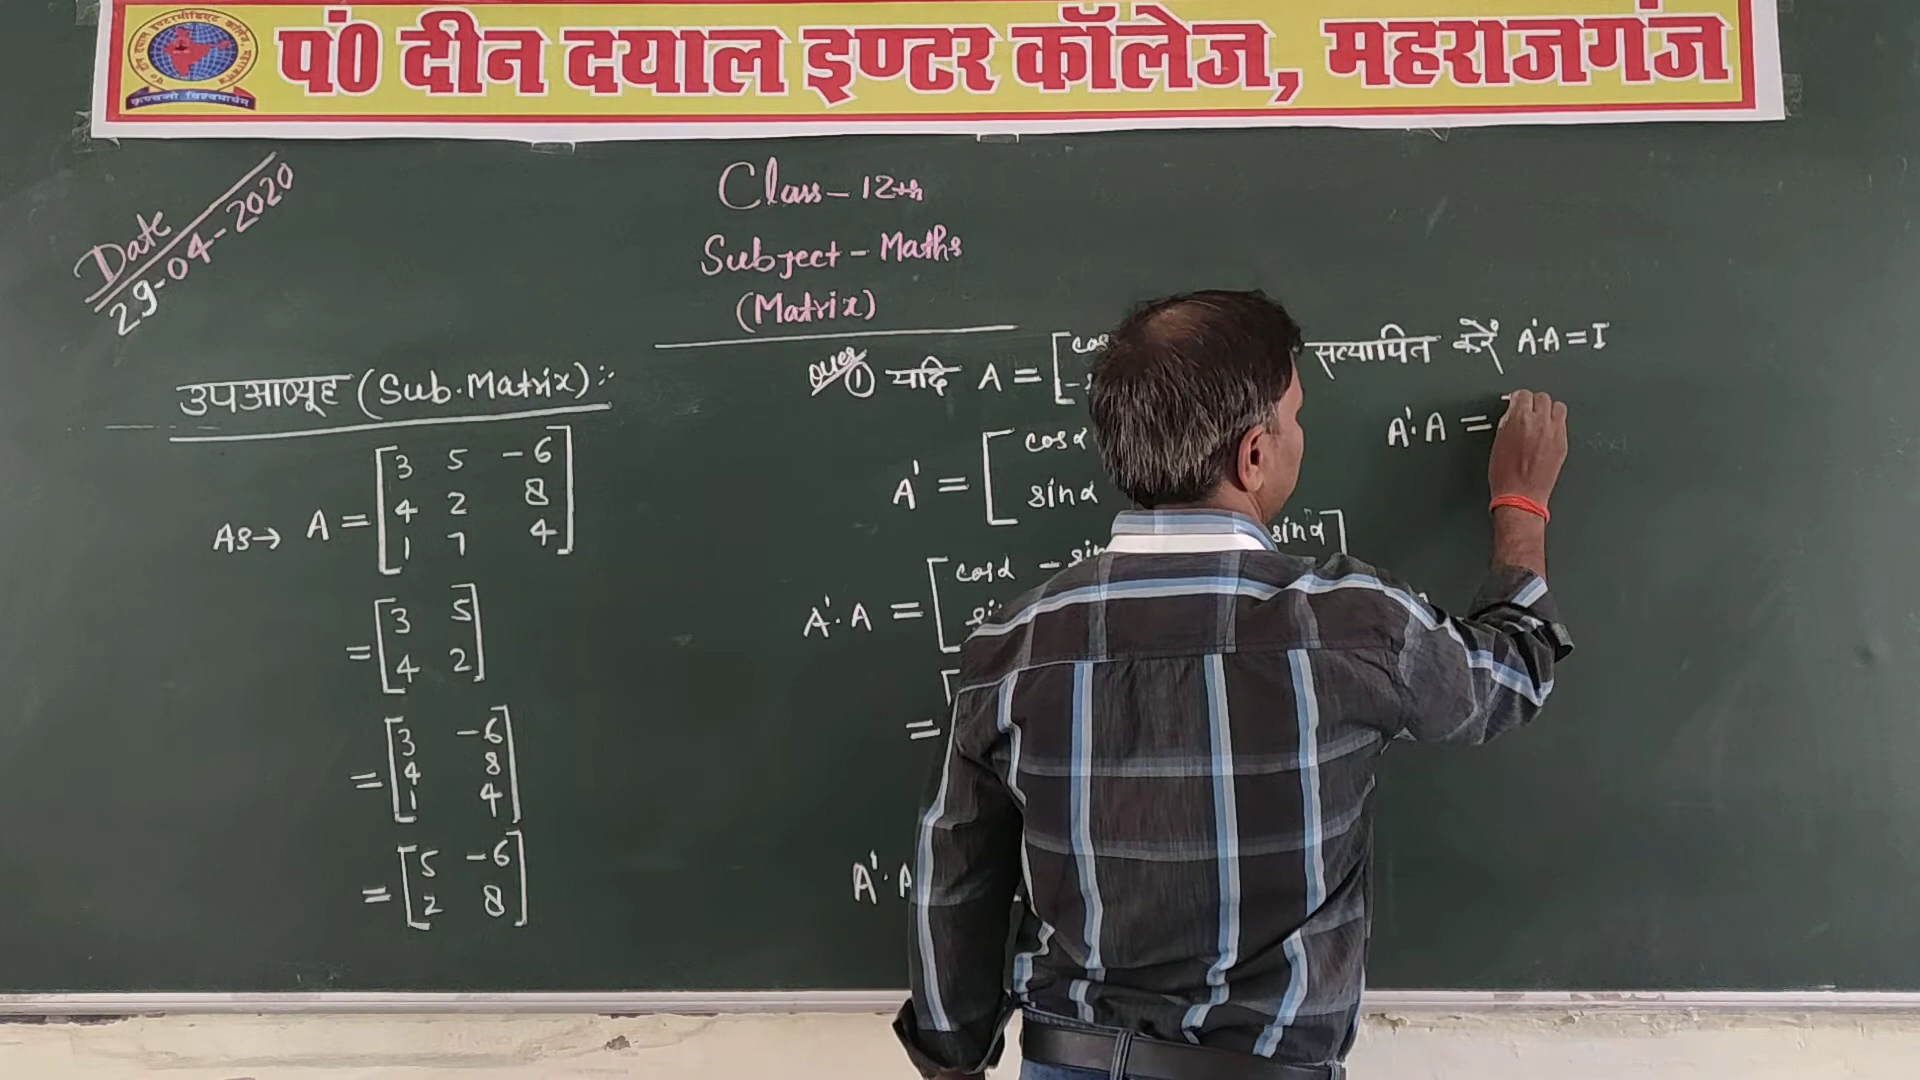 पं0 दीन दयाल इण्टर कॉलेज, महराजगंज
Date
29-04-2020
Class - 12th
Subject - Maths
(Matrix)
उपआव्यूह (Sub. Matrix) :-
As → A = [3 5 -6
4 2 8
1 7 4]
= [3 5
4 2]
= [3 -6
4 8
1 4]
= [5 -6
2 8]
Ques ① यदि A = [cos
सत्यापित करें A'·A = I
A' = [cosα
sinα
A'·A = [cosα - sin
sinα]
=
A'·A
A'·A =